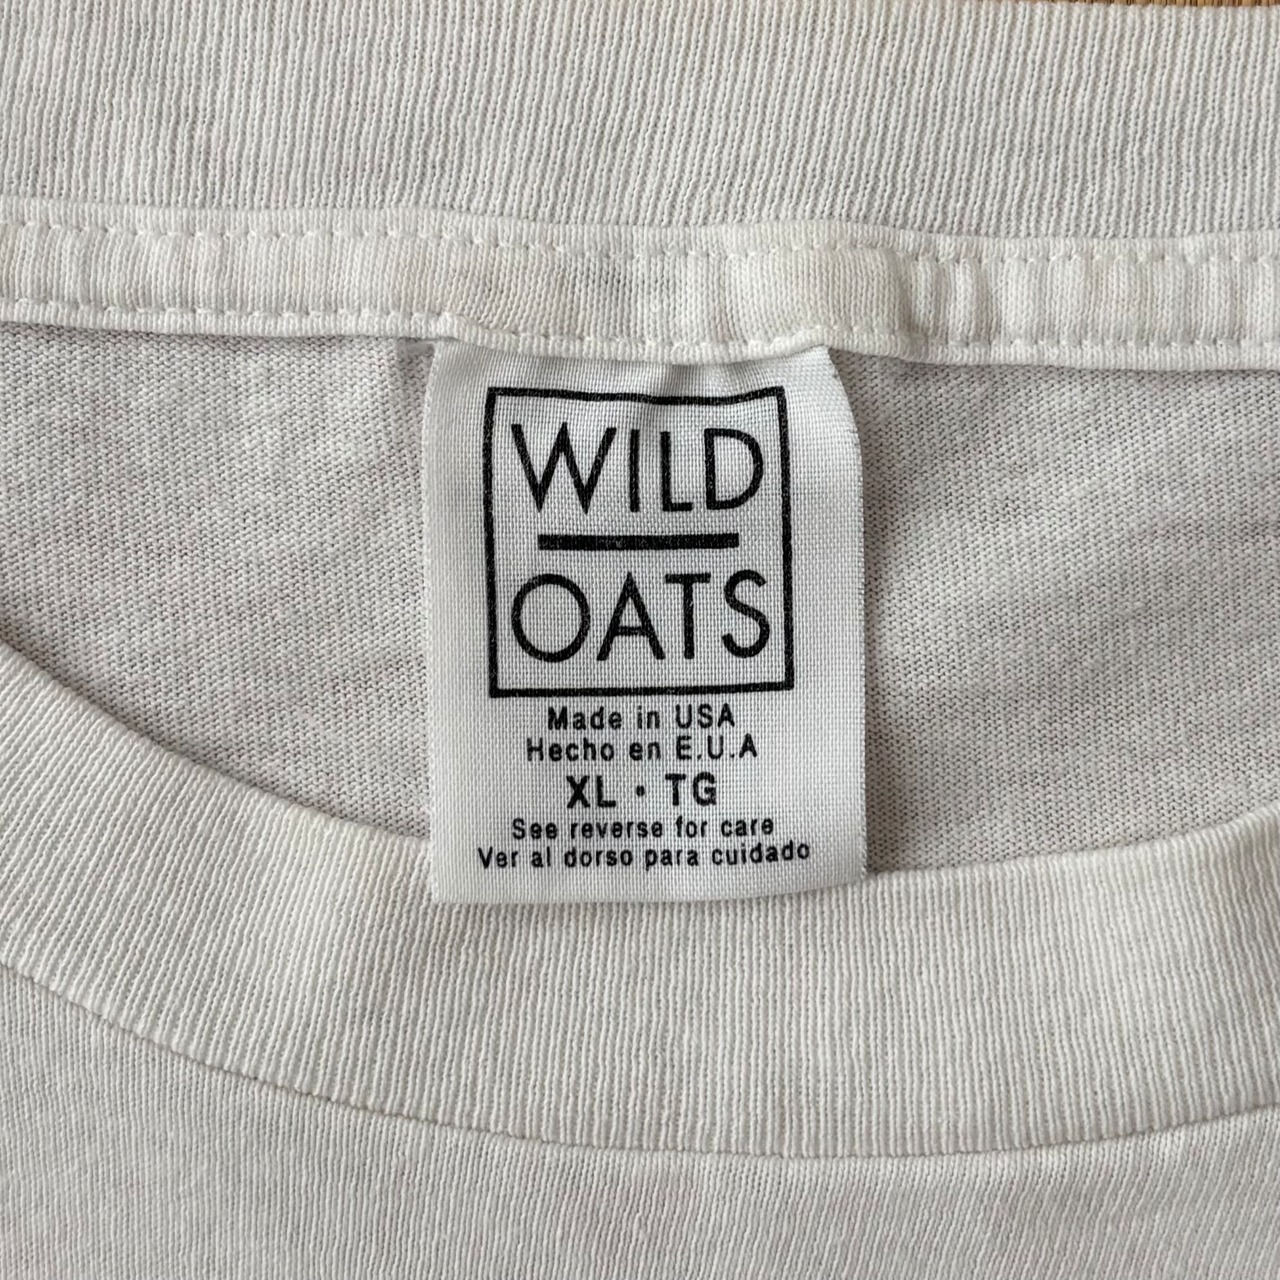 WILD
OATS
Made in USA
Hecho en E.U.A
XL · TG
See reverse for care
Ver al dorso para cuidado